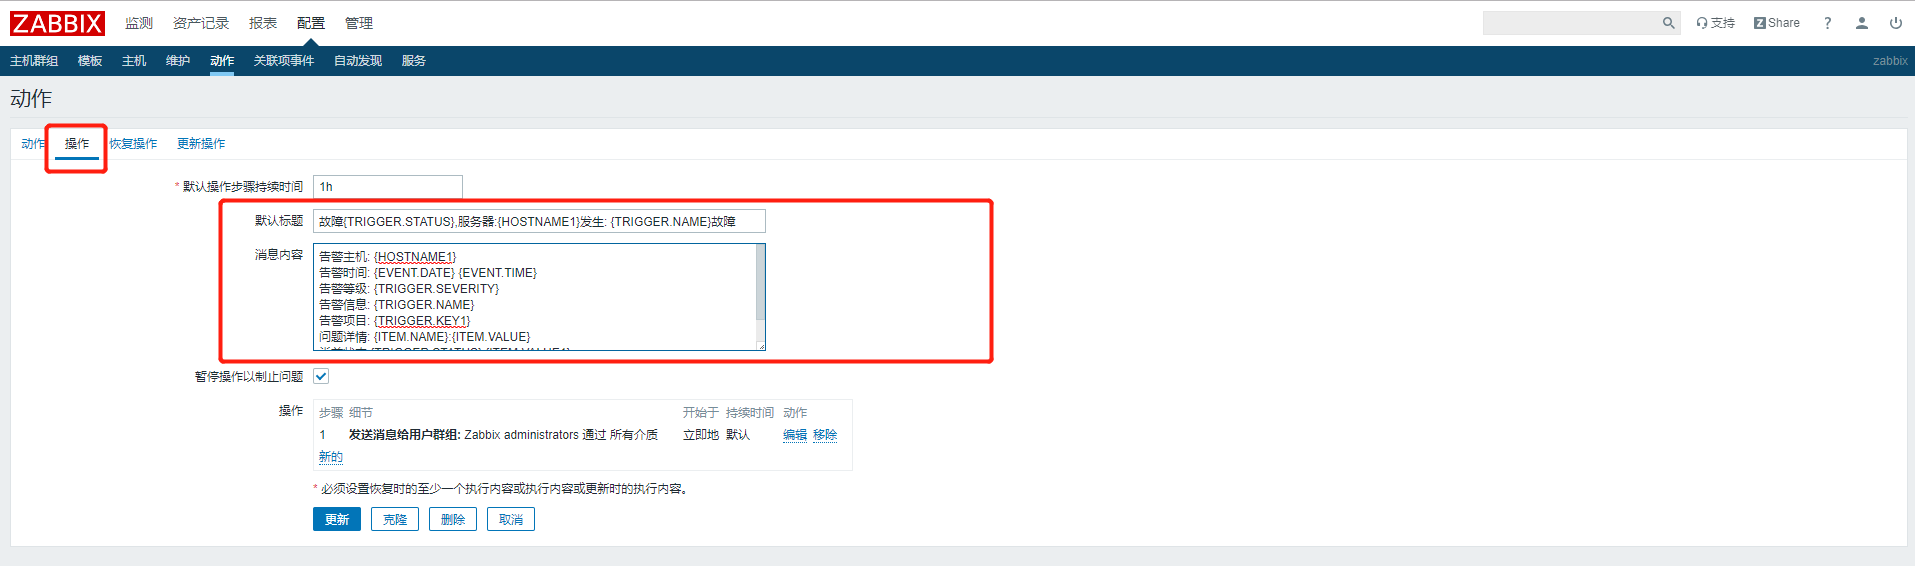 ZABBIX 监测 资产记录 报表 配置 管理 支持 Z Share ?
主机群组 模板 主机 维护 动作 关联项事件 自动发现 服务 zabbix
动作
动作 操作 恢复操作 更新操作
* 默认操作步骤持续时间 1h
默认标题 故障{TRIGGER.STATUS},服务器:{HOSTNAME1}发生: {TRIGGER.NAME}故障
消息内容 告警主机: {HOSTNAME1}
告警时间: {EVENT.DATE} {EVENT.TIME}
告警等级: {TRIGGER.SEVERITY}
告警信息: {TRIGGER.NAME}
告警项目: {TRIGGER.KEY1}
问题详情: {ITEM.NAME}:{ITEM.VALUE}
暂停操作以制止问题
操作 步骤 细节 开始于 持续时间 动作
1 发送消息给用户群组: Zabbix administrators 通过 所有介质 立即地 默认 编辑 移除
新的
* 必须设置恢复时的至少一个执行内容或执行内容或更新时的执行内容。
更新 克隆 删除 取消